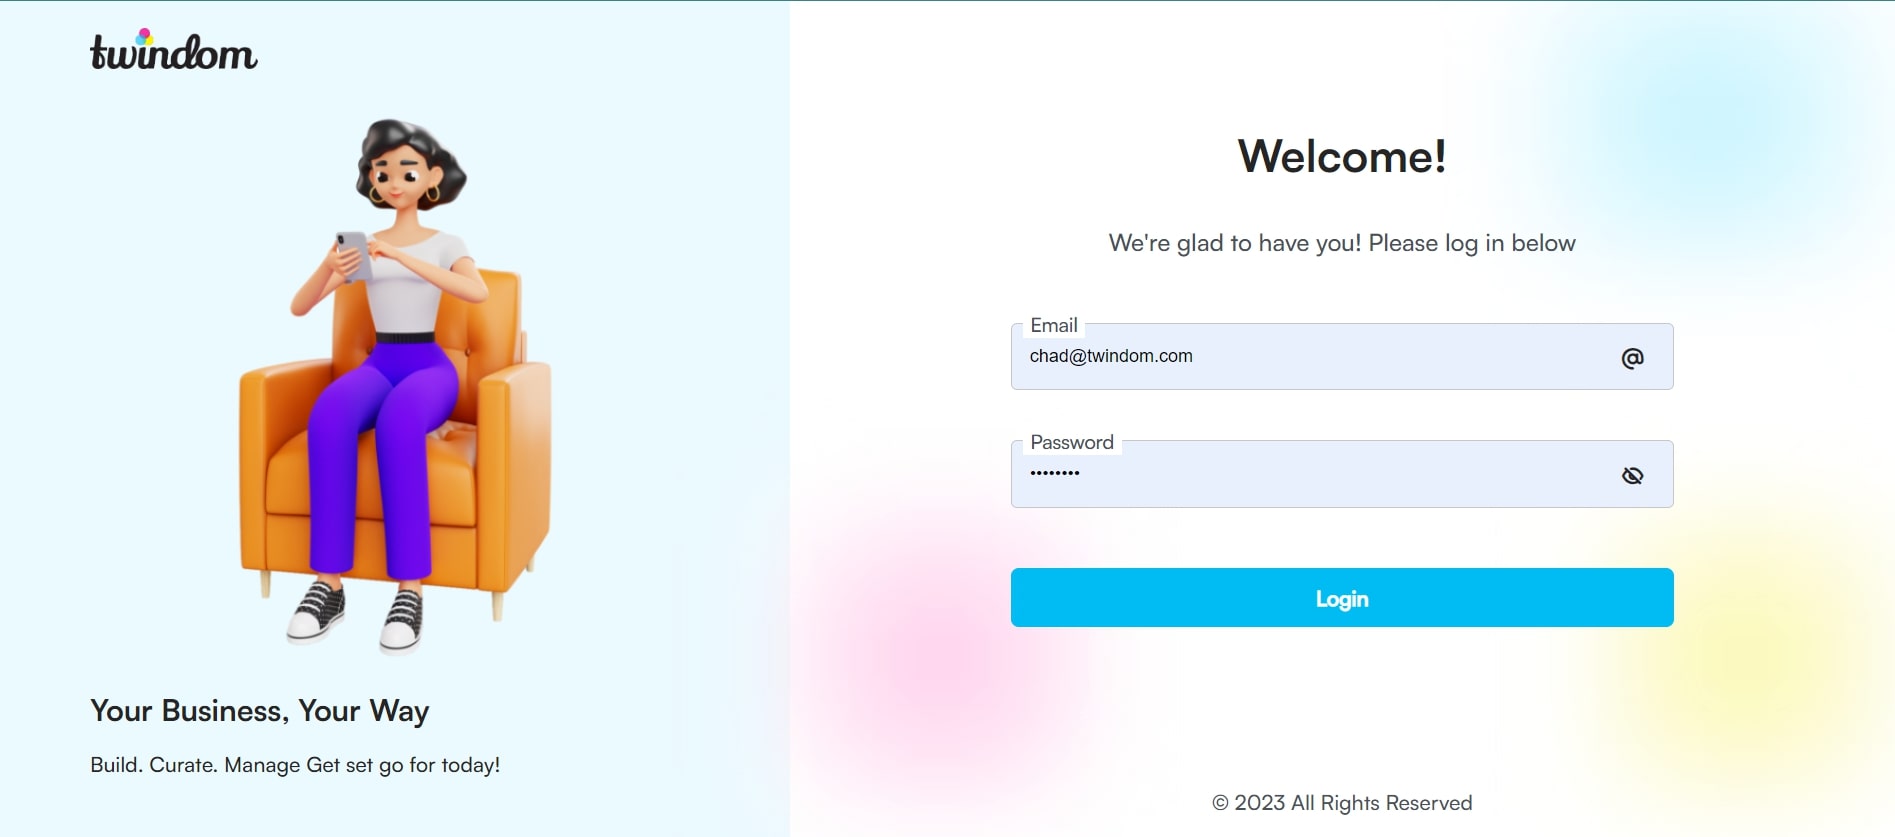 twindom
Your Business, Your Way
Build. Curate. Manage Get set go for today!
Welcome!
We're glad to have you! Please log in below
Email
chad@twindom.com
@
Password
••••••••
Login
© 2023 All Rights Reserved